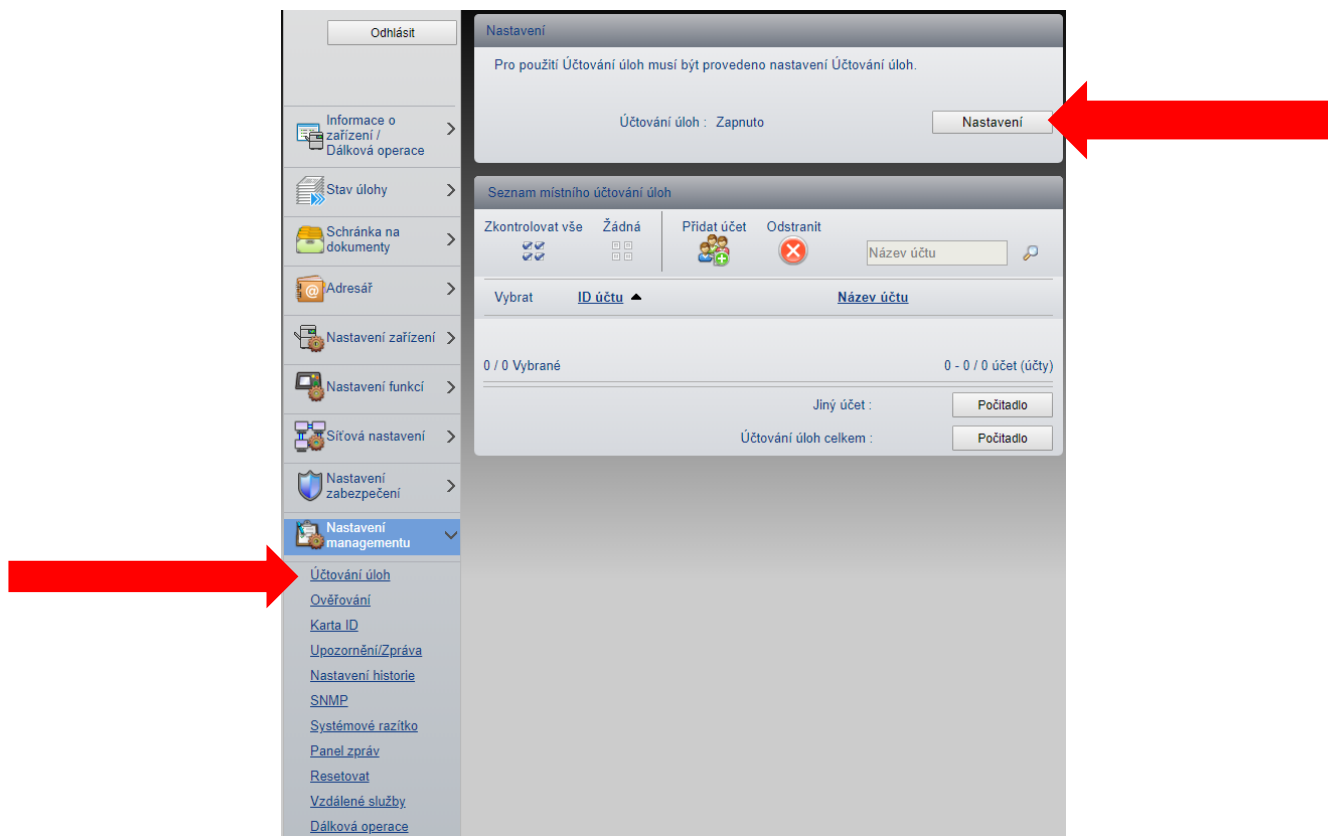 Odhlásit
Informace o
zařízení /
Dálková operace
Stav úlohy
Schránka na
dokumenty
Adresář
Nastavení zařízení
Nastavení funkcí
Síťová nastavení
Nastavení
zabezpečení
Nastavení
managementu
Účtování úloh
Ověřování
Karta ID
Upozornění/Zpráva
Nastavení historie
SNMP
Systémové razítko
Panel zpráv
Resetovat
Vzdálené služby
Dálková operace
Nastavení
Pro použití Účtování úloh musí být provedeno nastavení Účtování úloh.
Účtování úloh : Zapnuto Nastavení
Seznam místního účtování úloh
Zkontrolovat vše Žádná Přidat účet Odstranit
Název účtu
Vybrat ID účtu Název účtu
0 / 0 Vybrané 0 - 0 / 0 účet (účty)
Jiný účet : Počitadlo
Účtování úloh celkem : Počitadlo